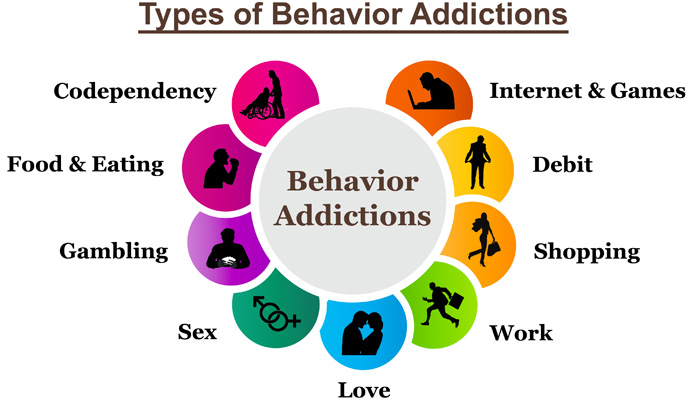 Types of Behavior Addictions
Codependency
Internet & Games
Food & Eating
Debit
Behavior
Addictions
Gambling
Shopping
Sex
Work
Love